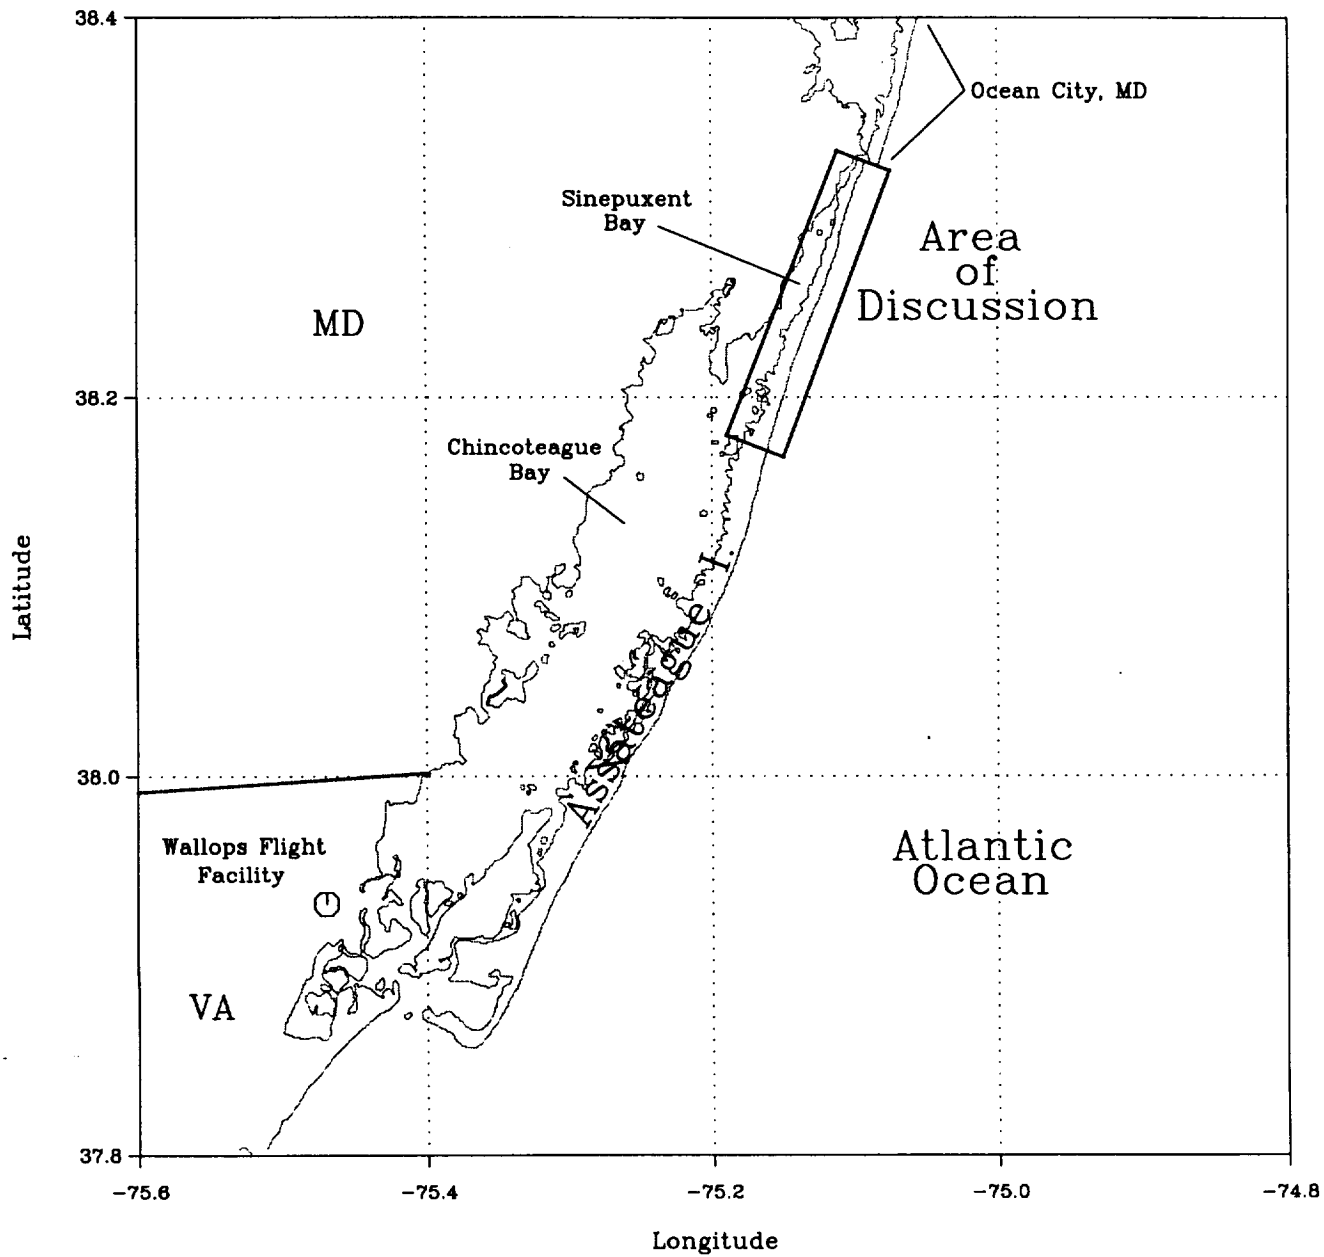 38.4
Ocean City, MD
Sinepuxent
Bay
Area
of
Discussion
MD
38.2
Chincoteague
Bay
Latitude
Assateague I.
38.0
Wallops Flight
Facility
Atlantic
Ocean
VA
37.8
-75.6
-75.4
-75.2
-75.0
-74.8
Longitude